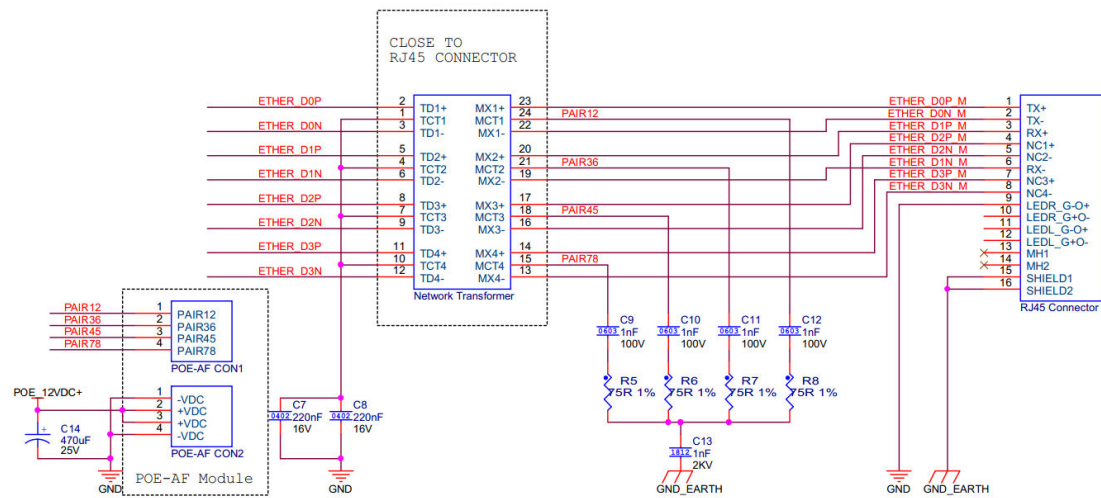 CLOSE TO
RJ45 CONNECTOR
ETHER_D0P 2 TD1+ MX1+ 23 ETHER_D0P_M 1 TX+
1 TCT1 MCT1 24 PAIR12 ETHER_D0N_M 2 TX-
ETHER_D0N 3 TD1- MX1- 22 ETHER_D1P_M 3 RX+
ETHER_D2P_M 4 NC1+
ETHER_D1P 5 TD2+ MX2+ 20 ETHER_D2N_M 5 NC2-
4 TCT2 MCT2 21 PAIR36 ETHER_D1N_M 6 RX-
ETHER_D1N 6 TD2- MX2- 19 ETHER_D3P_M 7 NC3+
ETHER_D3N_M 8 NC4-
ETHER_D2P 8 TD3+ MX3+ 17 9 LEDR_G-O+
7 TCT3 MCT3 18 PAIR45 10 LEDR_G+O-
ETHER_D2N 9 TD3- MX3- 16 11 LEDL_G-O+
12 LEDL_G+O-
ETHER_D3P 11 TD4+ MX4+ 14 13 MH1
10 TCT4 MCT4 15 PAIR78 14 MH2
ETHER_D3N 12 TD4- MX4- 13 15 SHIELD1
16 SHIELD2
Network Transformer RJ45 Connector
PAIR12 1 PAIR12
PAIR36 2 PAIR36
PAIR45 3 PAIR45
PAIR78 4 PAIR78
POE-AF CON1
C9 C10 C11 C12
0603 1nF 0603 1nF 0603 1nF 0603 1nF
100V 100V 100V 100V
R5 R6 R7 R8
75R 1% 75R 1% 75R 1% 75R 1%
POE_12VDC+ 1 -VDC
2 +VDC
3 +VDC
4 -VDC
POE-AF CON2
C14
470uF
25V
C7 C8
0402 220nF 0402 220nF
16V 16V
C13
1812 1nF
2KV
POE-AF Module
GND GND GND_EARTH GND GND_EARTH